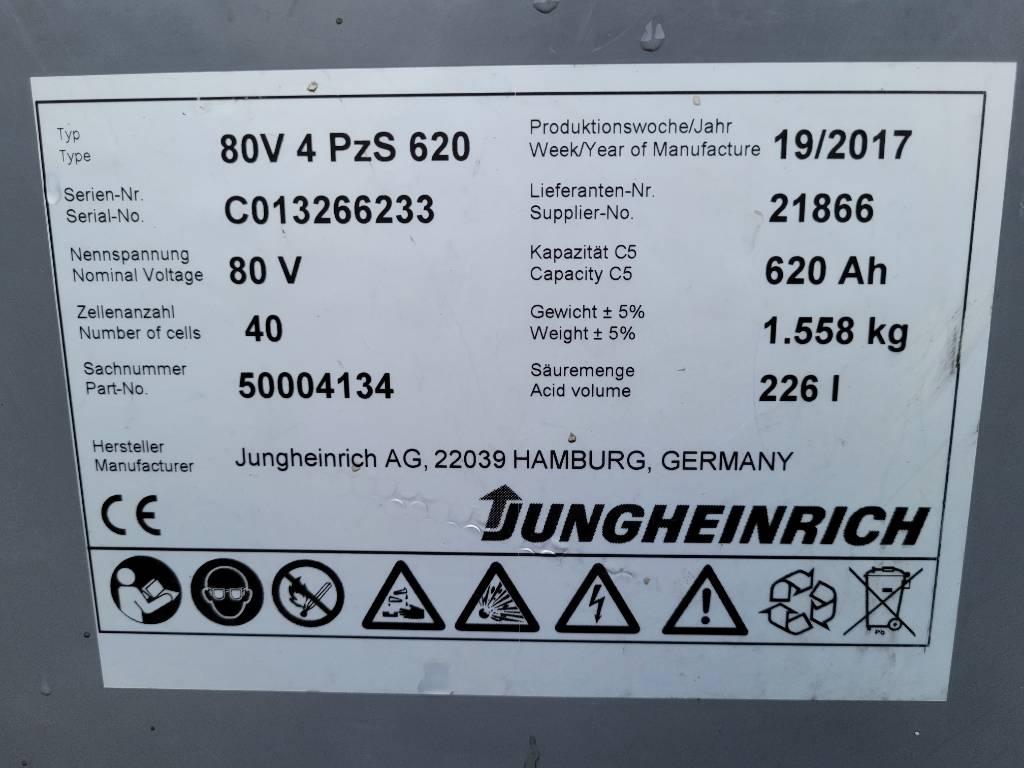 Typ
Type
80V 4 PzS 620
Serien-Nr.
Serial-No.
C013266233
Nennspannung
Nominal Voltage
80 V
Zellenanzahl
Number of cells
40
Sachnummer
Part-No.
50004134
Produktionswoche/Jahr
Week/Year of Manufacture
19/2017
Lieferanten-Nr.
Supplier-No.
21866
Kapazität C5
Capacity C5
620 Ah
Gewicht ± 5%
Weight ± 5%
1.558 kg
Säuremenge
Acid volume
226 l
Hersteller
Manufacturer
Jungheinrich AG, 22039 HAMBURG, GERMANY
CE
JUNGHEINRICH
Pb